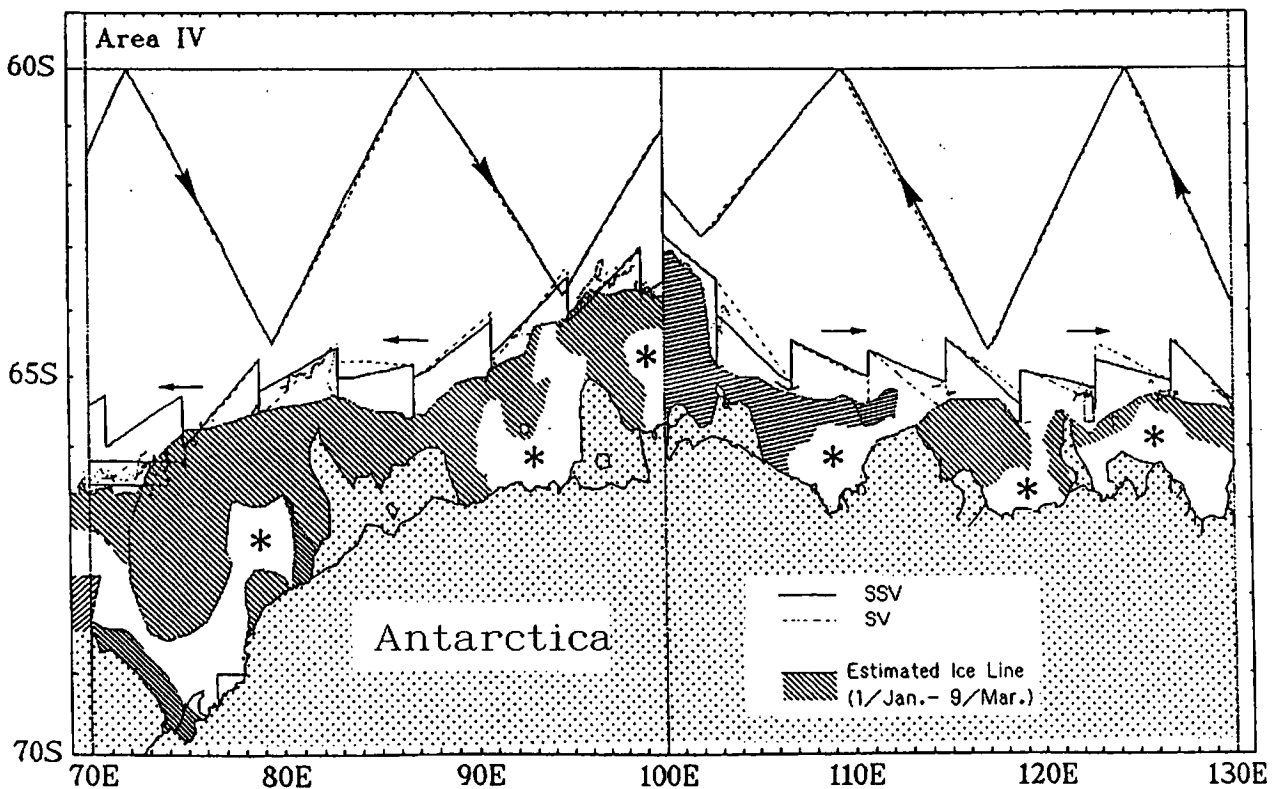 Area IV
60S
65S
70S
*
*
*
*
*
*
Antarctica
SSV
SV
Estimated Ice Line
(1/Jan.- 9/Mar.)
70E 80E 90E 100E 110E 120E 130E